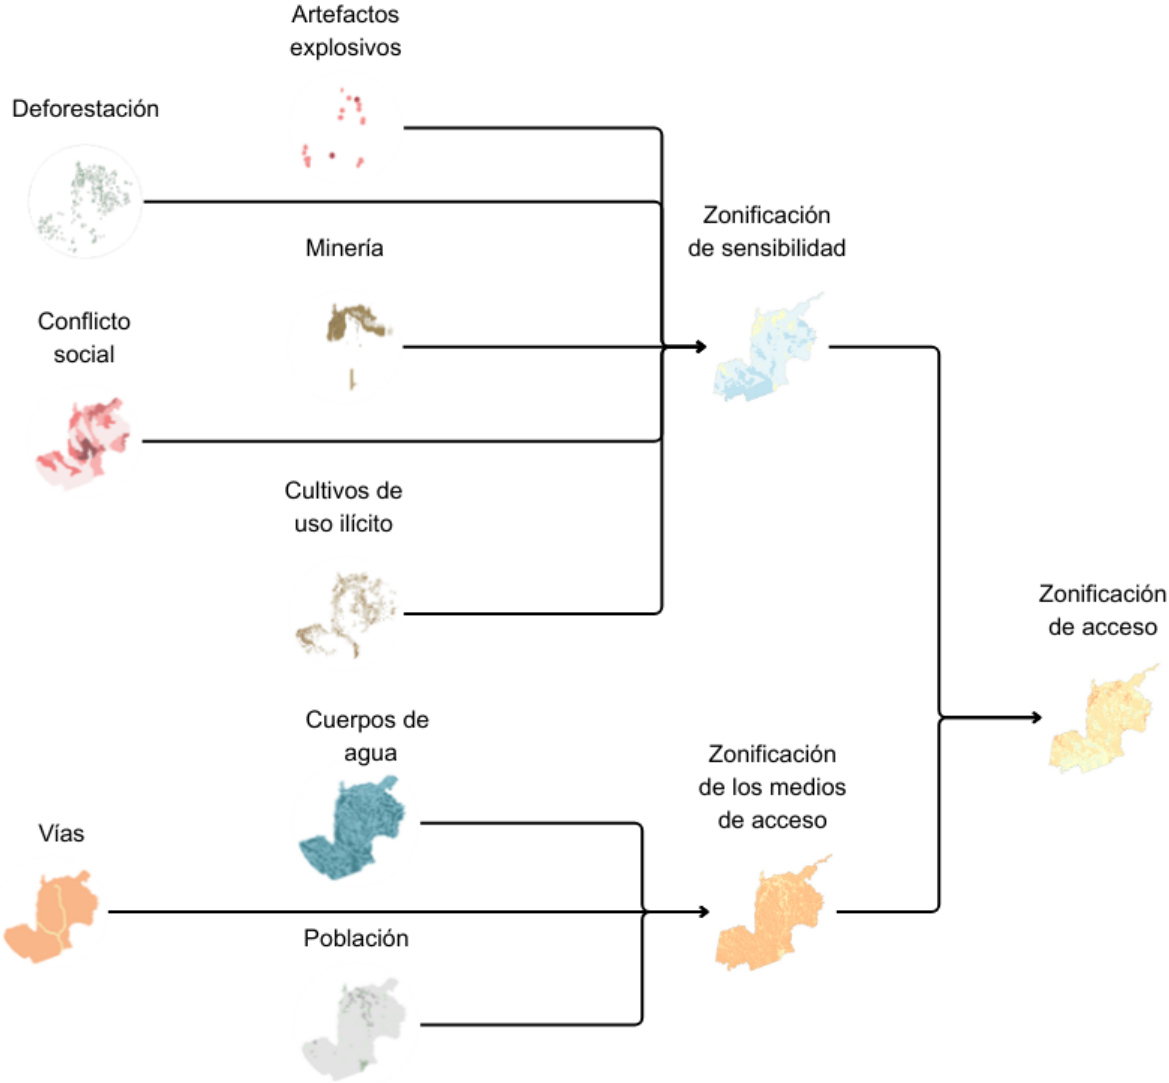 Artefactos
explosivos
Deforestación
Minería
Zonificación
de sensibilidad
Conflicto
social
Cultivos de
uso ilícito
Zonificación
de acceso
Cuerpos de
agua
Zonificación
de los medios
de acceso
Vías
Población